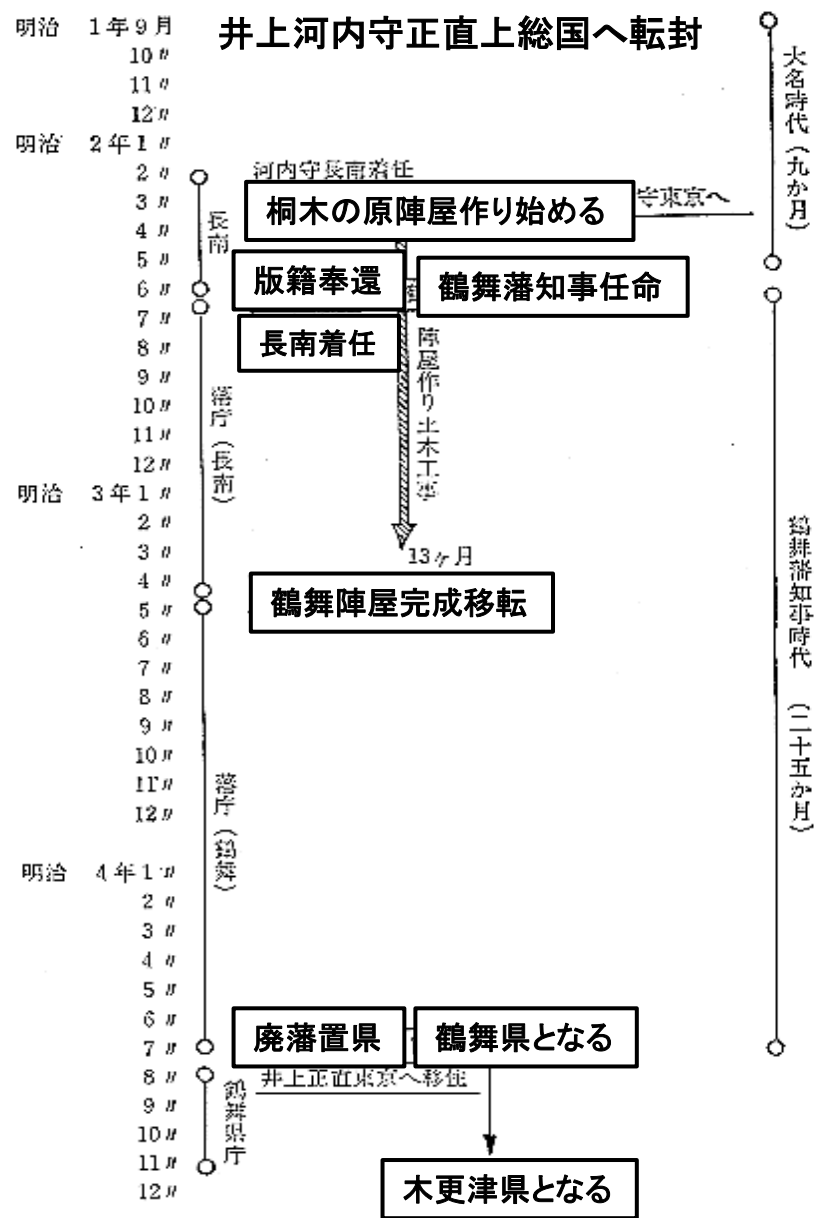 明治 1年9月
井上河内守正直上総国へ転封
10〃
11〃
12〃
明治 2年1〃
2〃
河内守長南着任
3〃
桐木の原陣屋作り始める
守東京へ
4〃
5〃
6〃
版籍奉還
鶴舞藩知事任命
7〃
長南着任
8〃
9〃
10〃
11〃
12〃
明治 3年1〃
2〃
3〃
13ヶ月
4〃
鶴舞陣屋完成移転
5〃
6〃
7〃
8〃
9〃
10〃
11〃
12〃
明治 4年1〃
2〃
3〃
4〃
5〃
6〃
7〃
廃藩置県
鶴舞県となる
8〃
井上正直東京へ移住
9〃
10〃
11〃
12〃
木更津県となる
長南
藩庁(長南)
藩庁(鶴舞)
鶴舞県庁
陣屋作り土木工事
大名時代(九か月)
鶴舞藩知事時代 (二十五か月)